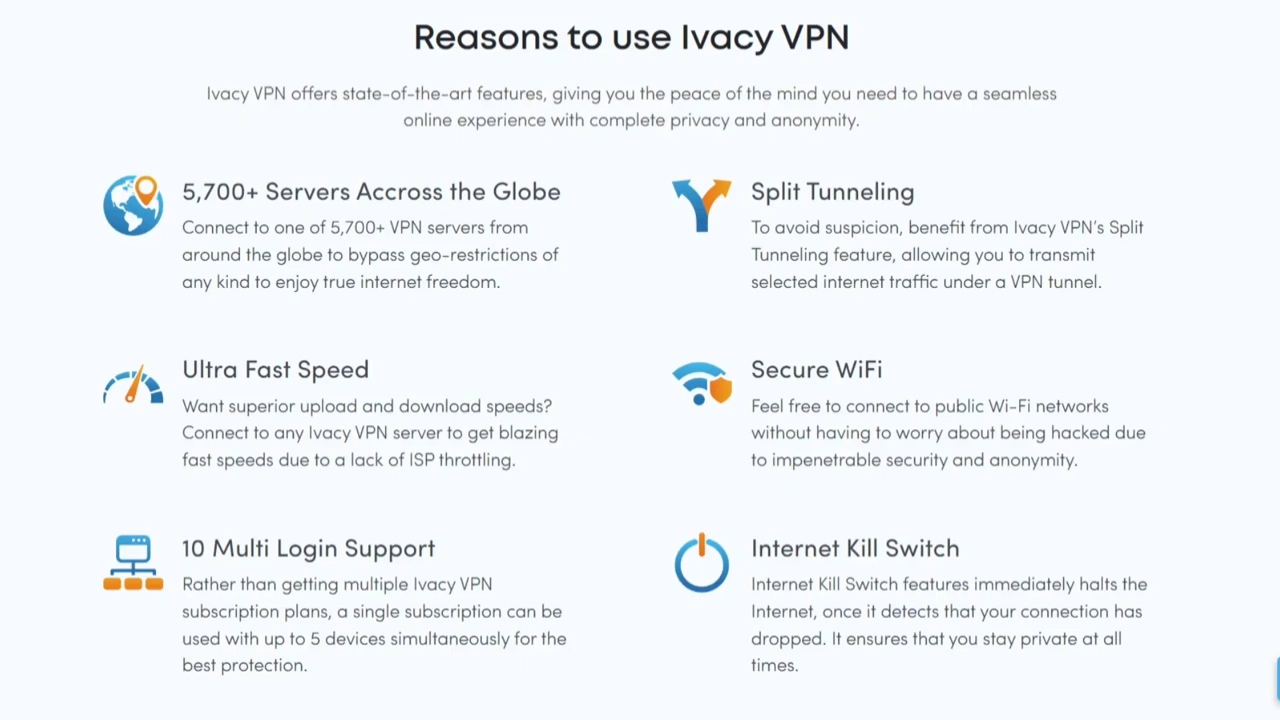 Reasons to use Ivacy VPN
Ivacy VPN offers state-of-the-art features, giving you the peace of the mind you need to have a seamless
online experience with complete privacy and anonymity.
5,700+ Servers Accross the Globe
Connect to one of 5,700+ VPN servers from
around the globe to bypass geo-restrictions of
any kind to enjoy true internet freedom.
Split Tunneling
To avoid suspicion, benefit from Ivacy VPN's Split
Tunneling feature, allowing you to transmit
selected internet traffic under a VPN tunnel.
Ultra Fast Speed
Want superior upload and download speeds?
Connect to any Ivacy VPN server to get blazing
fast speeds due to a lack of ISP throttling.
Secure WiFi
Feel free to connect to public Wi-Fi networks
without having to worry about being hacked due
to impenetrable security and anonymity.
10 Multi Login Support
Rather than getting multiple Ivacy VPN
subscription plans, a single subscription can be
used with up to 5 devices simultaneously for the
best protection.
Internet Kill Switch
Internet Kill Switch features immediately halts the
Internet, once it detects that your connection has
dropped. It ensures that you stay private at all
times.